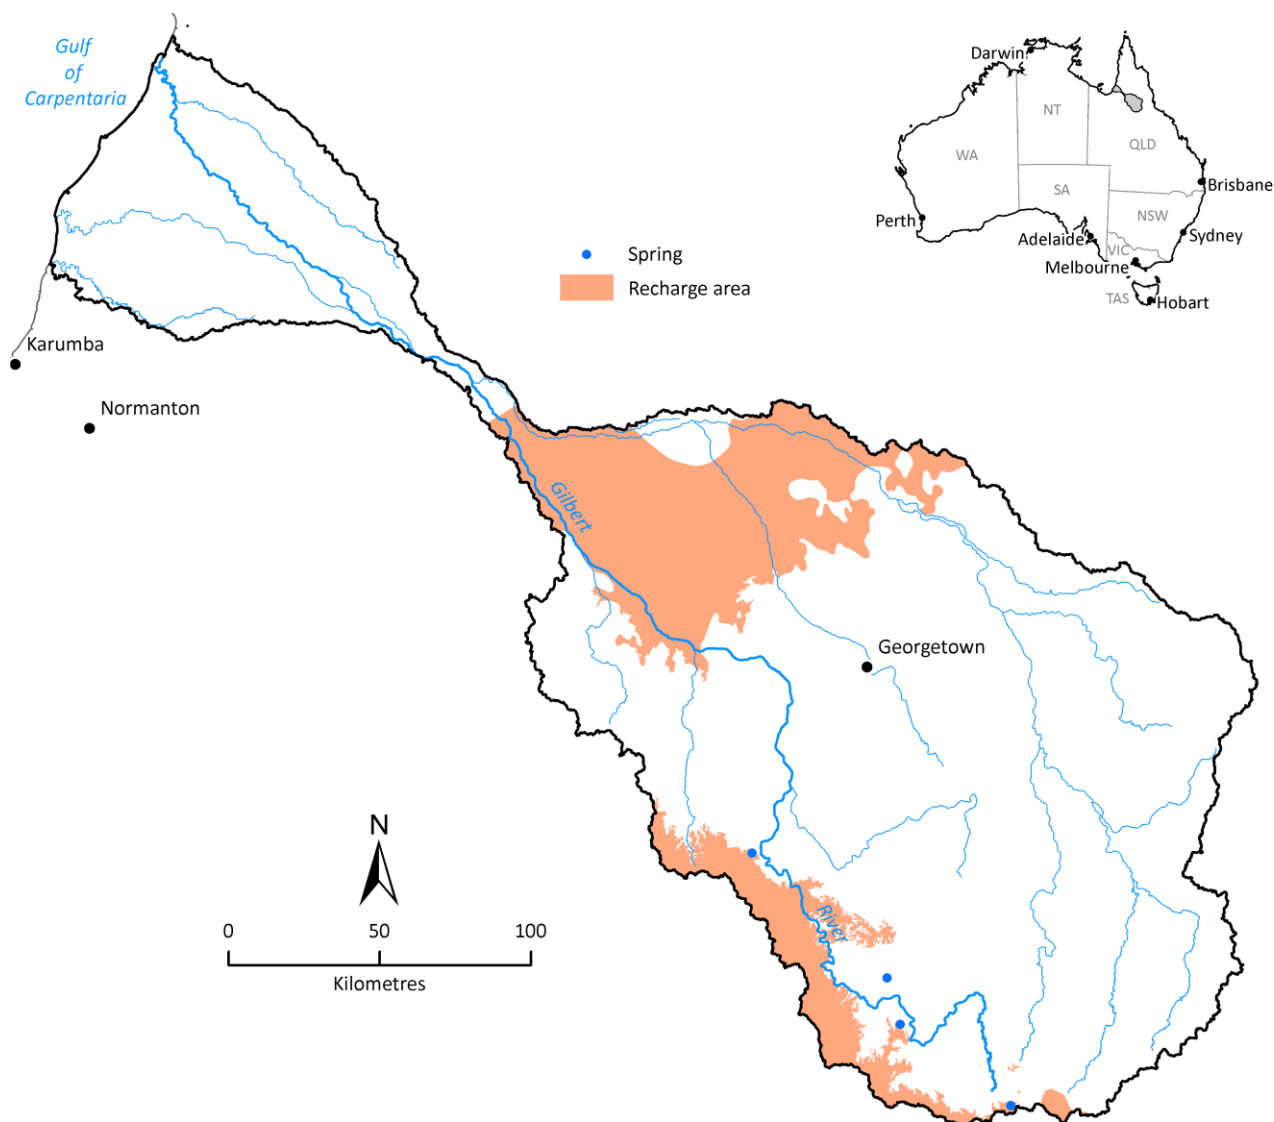 Gulf
of
Carpentaria
Darwin
NT
WA
QLD
SA
Brisbane
NSW
Perth
Adelaide
Sydney
VIC
Melbourne
TAS
Hobart
Spring
Recharge area
Karumba
Normanton
Gilbert
Georgetown
River
N
0 50 100
Kilometres